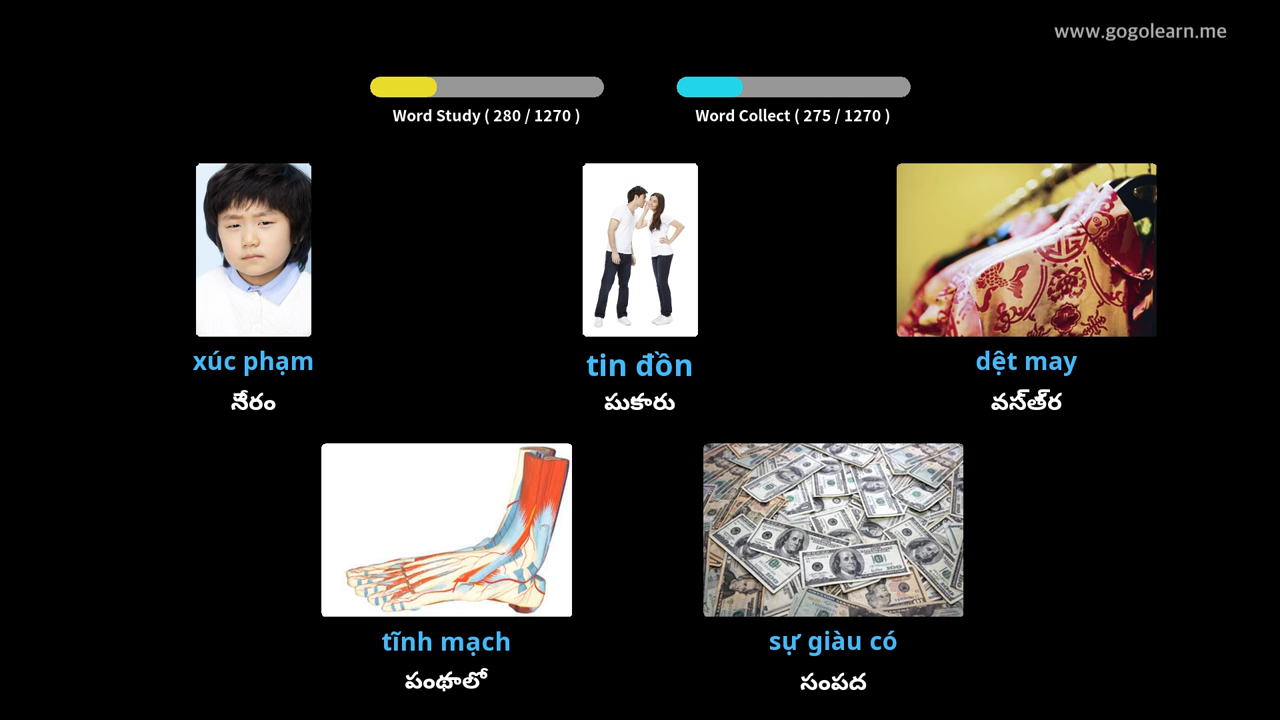 www.gogolearn.me
Word Study ( 280 / 1270 )
Word Collect ( 275 / 1270 )
xúc phạm
నేరం
tin đồn
పుకారు
dệt may
వస్త్ర
tĩnh mạch
పంథాలో
sự giàu có
సంపద